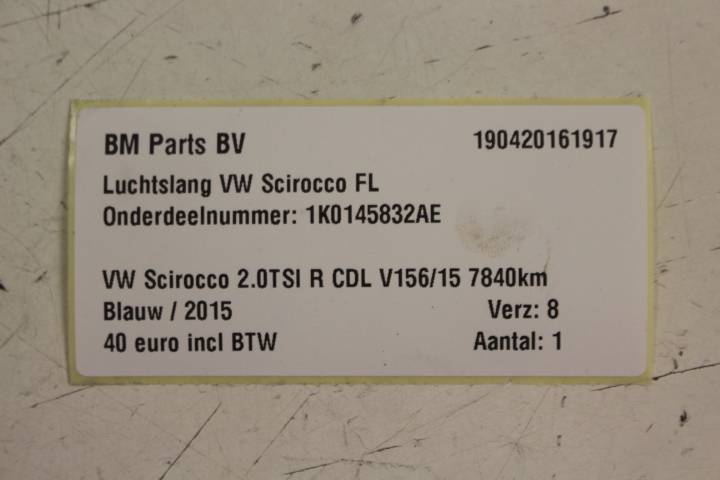 BM Parts BV 190420161917
Luchtslang VW Scirocco FL
Onderdeelnummer: 1K0145832AE
VW Scirocco 2.0TSI R CDL V156/15 7840km
Blauw / 2015 Verz: 8
40 euro incl BTW Aantal: 1